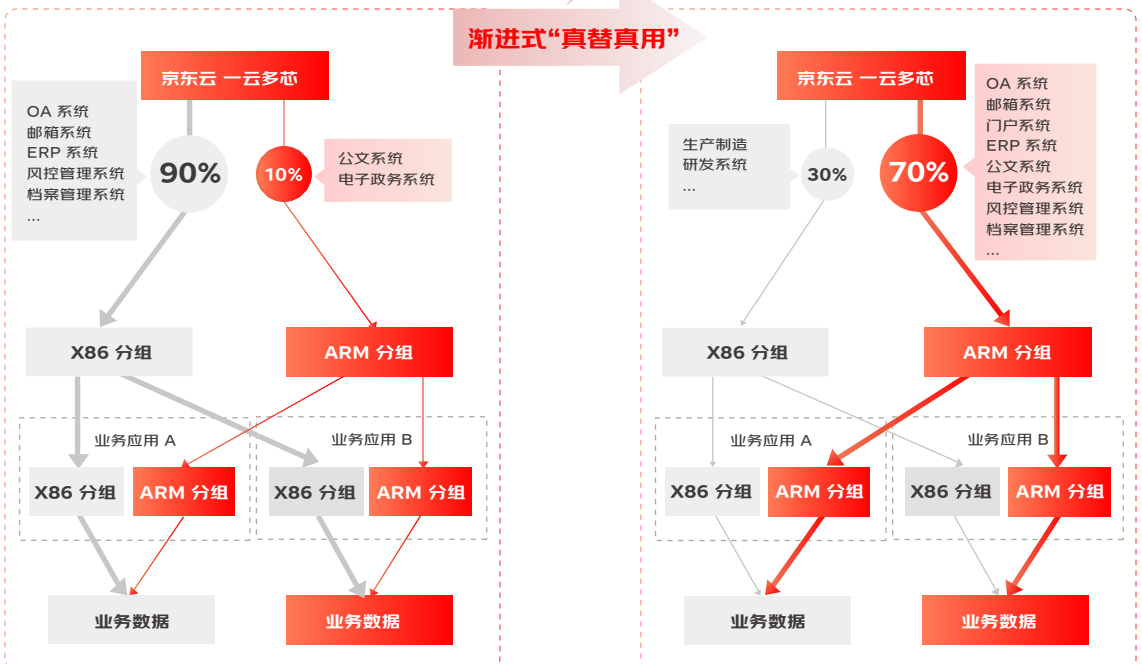 渐进式“真替真用”
京东云 一云多芯
OA 系统
邮箱系统
ERP 系统
风控管理系统
档案管理系统
...
90%
10%
公文系统
电子政务系统
X86 分组
ARM 分组
业务应用 A
业务应用 B
X86 分组
ARM 分组
X86 分组
ARM 分组
业务数据
业务数据
京东云 一云多芯
生产制造
研发系统
...
30%
70%
OA 系统
邮箱系统
门户系统
ERP 系统
公文系统
电子政务系统
风控管理系统
档案管理系统
...
X86 分组
ARM 分组
业务应用 A
业务应用 B
X86 分组
ARM 分组
X86 分组
ARM 分组
业务数据
业务数据